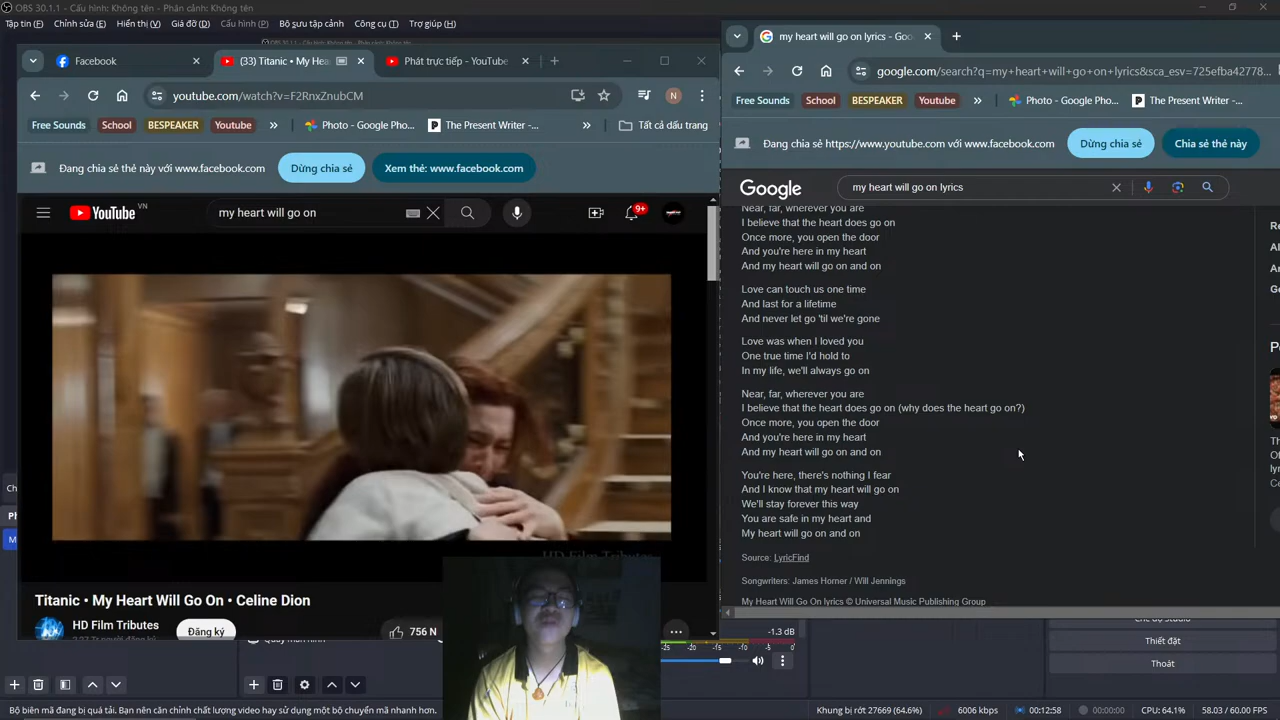 OBS 30.1.1 - Cấu hình: Không tên - Phân cảnh: Không tên
Tập tin (F) Chỉnh sửa (E) Hiển thị (V) Giá đỡ (D) Cấu hình (P) Bộ sưu tập cảnh (S) Công cụ (T) Trợ giúp (H)
Facebook
(33) Titanic • My Hea
Phát trực tiếp - YouTube
youtube.com/watch?v=F2RnxZnubCM
N
Free Sounds School BESPEAKER Youtube » Photo - Google Pho... The Present Writer -... » Tất cả dấu trang
Đang chia sẻ thẻ này với www.facebook.com Dừng chia sẻ Xem thẻ: www.facebook.com
YouTube VN
my heart will go on
9+
HD Film Tributes
Titanic • My Heart Will Go On • Celine Dion
HD Film Tributes
Đăng ký
756 N
my heart will go on lyrics - Goo
google.com/search?q=my+heart+will+go+on+lyrics&sca_esv=725efba42778...
Free Sounds School BESPEAKER Youtube » Photo - Google Pho... The Present Writer -...
Đang chia sẻ https://www.youtube.com với www.facebook.com Dừng chia sẻ Chia sẻ thẻ này
Google my heart will go on lyrics
Near, far, wherever you are
I believe that the heart does go on
Once more, you open the door
And you're here in my heart
And my heart will go on and on
Love can touch us one time
And last for a lifetime
And never let go 'til we're gone
Love was when I loved you
One true time I'd hold to
In my life, we'll always go on
Near, far, wherever you are
I believe that the heart does go on (why does the heart go on?)
Once more, you open the door
And you're here in my heart
And my heart will go on and on
You're here, there's nothing I fear
And I know that my heart will go on
We'll stay forever this way
You are safe in my heart and
My heart will go on and on
Source: LyricFind
Songwriters: James Horner / Will Jennings
My Heart Will Go On lyrics © Universal Music Publishing Group
-1.3 dB
-25 -20 -15 -10 -5 0
Thiết đặt
Thoát
Bộ biên mã đang bị quá tải. Bạn nên cân chỉnh chất lượng video hay sử dụng một bộ chuyển mã nhanh hơn.
Khung bị rớt 27669 (64.6%) 6006 kbps 00:12:58 00:00:00 CPU: 64.1% 58.03 / 60.00 FPS